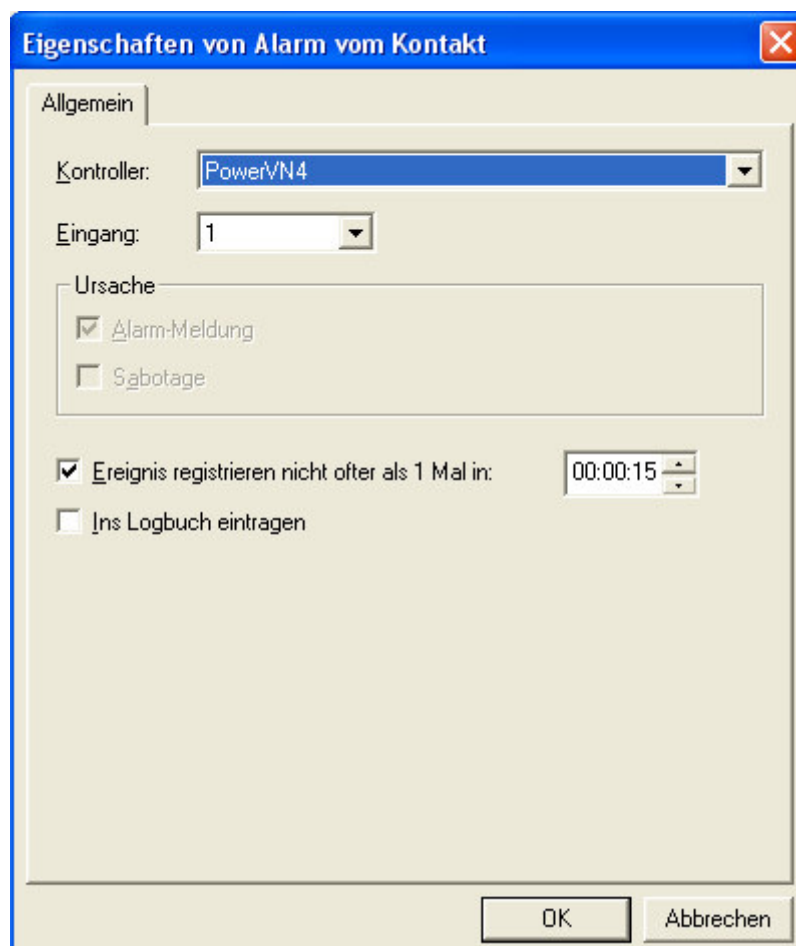 Eigenschaften von Alarm vom Kontakt
Allgemein
Kontroller: PowerVN4
Eingang: 1
Ursache
Alarm-Meldung
Sabotage
Ereignis registrieren nicht ofter als 1 Mal in: 00:00:15
Ins Logbuch eintragen
OK Abbrechen